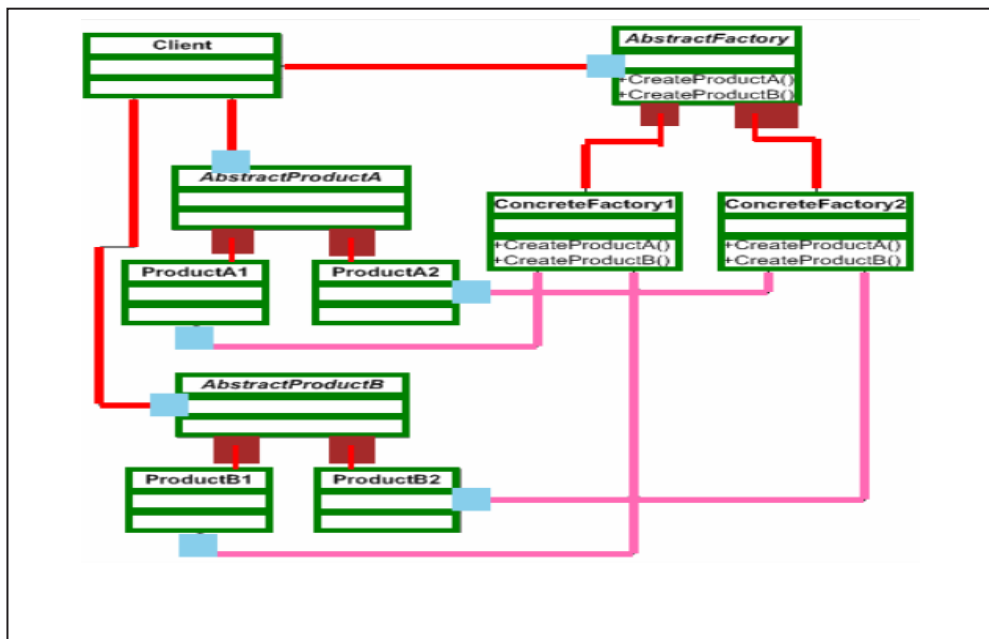 Client
AbstractFactory
+CreateProductA()
+CreateProductB()
AbstractProductA
ConcreteFactory1
+CreateProductA()
+CreateProductB()
ConcreteFactory2
+CreateProductA()
+CreateProductB()
ProductA1
ProductA2
AbstractProductB
ProductB1
ProductB2